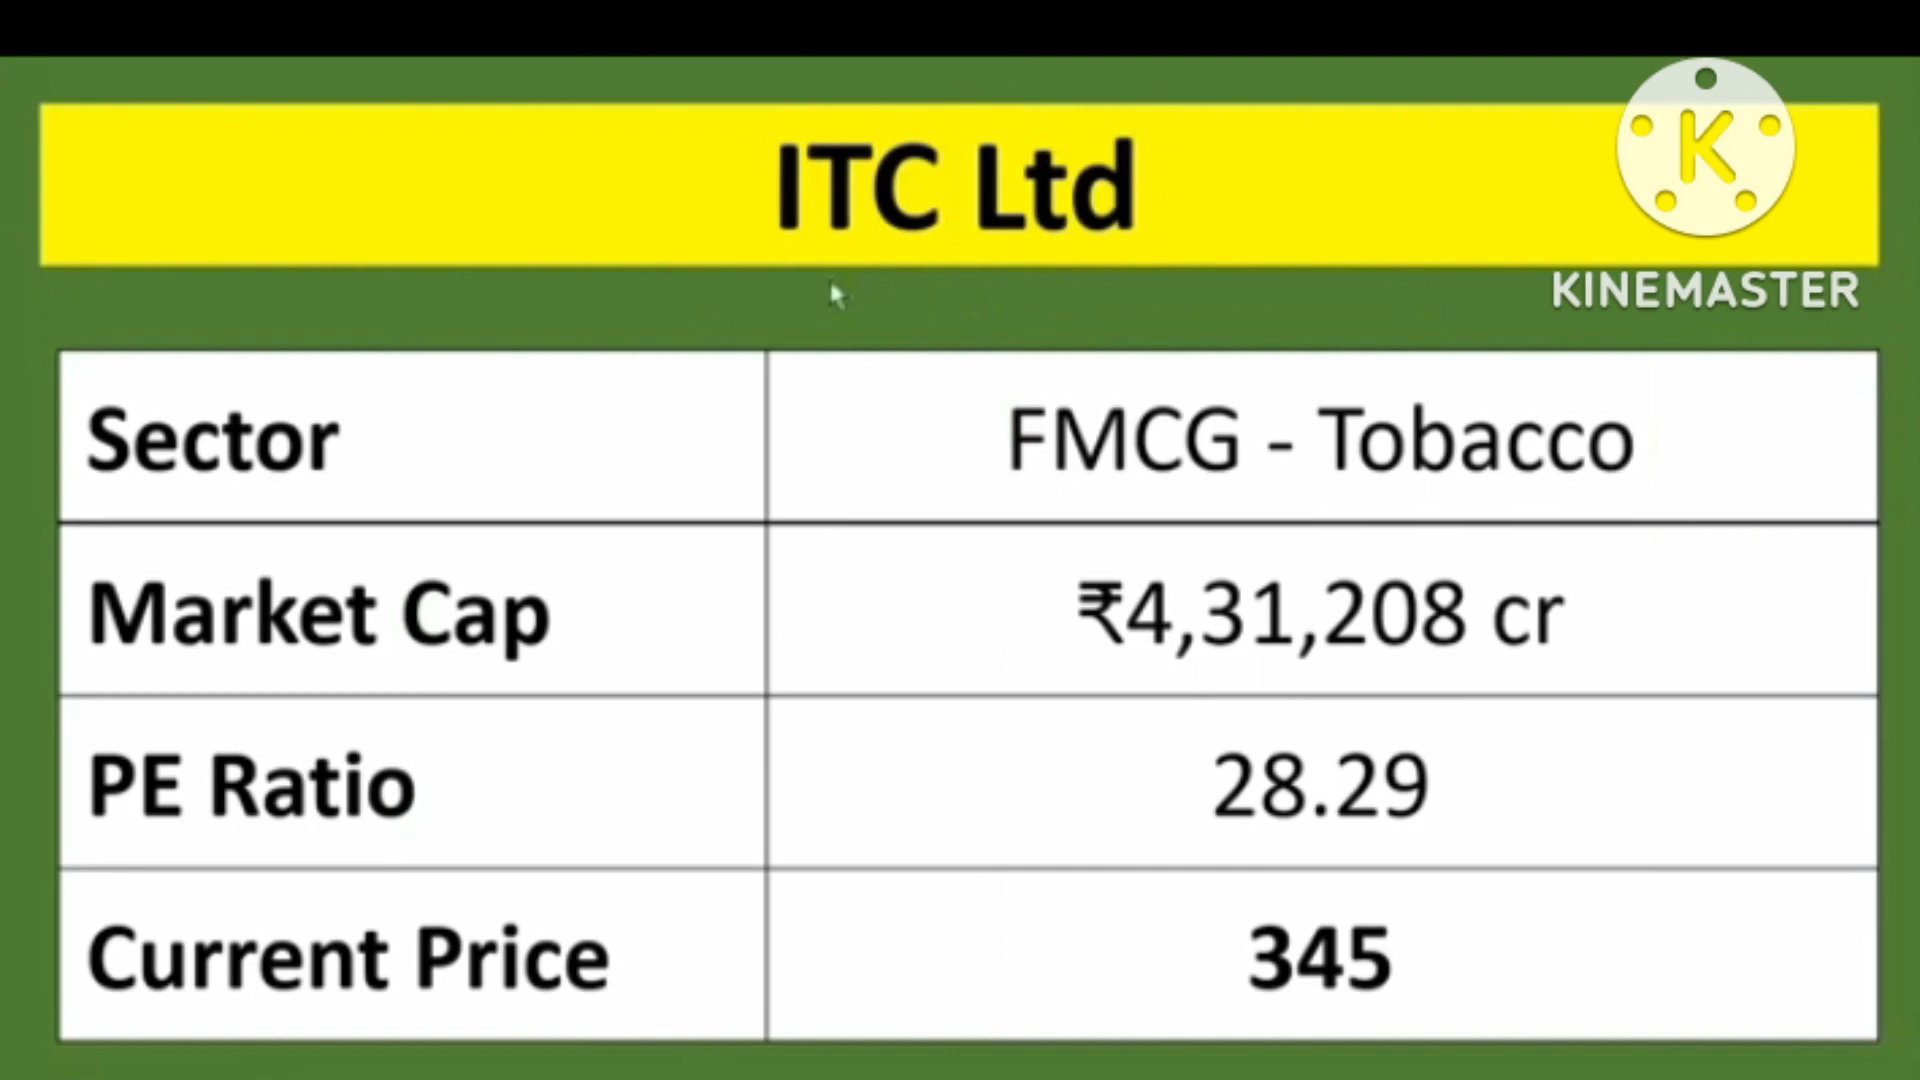 ITC Ltd
K
KINEMASTER
Sector FMCG - Tobacco
Market Cap ₹4,31,208 cr
PE Ratio 28.29
Current Price 345